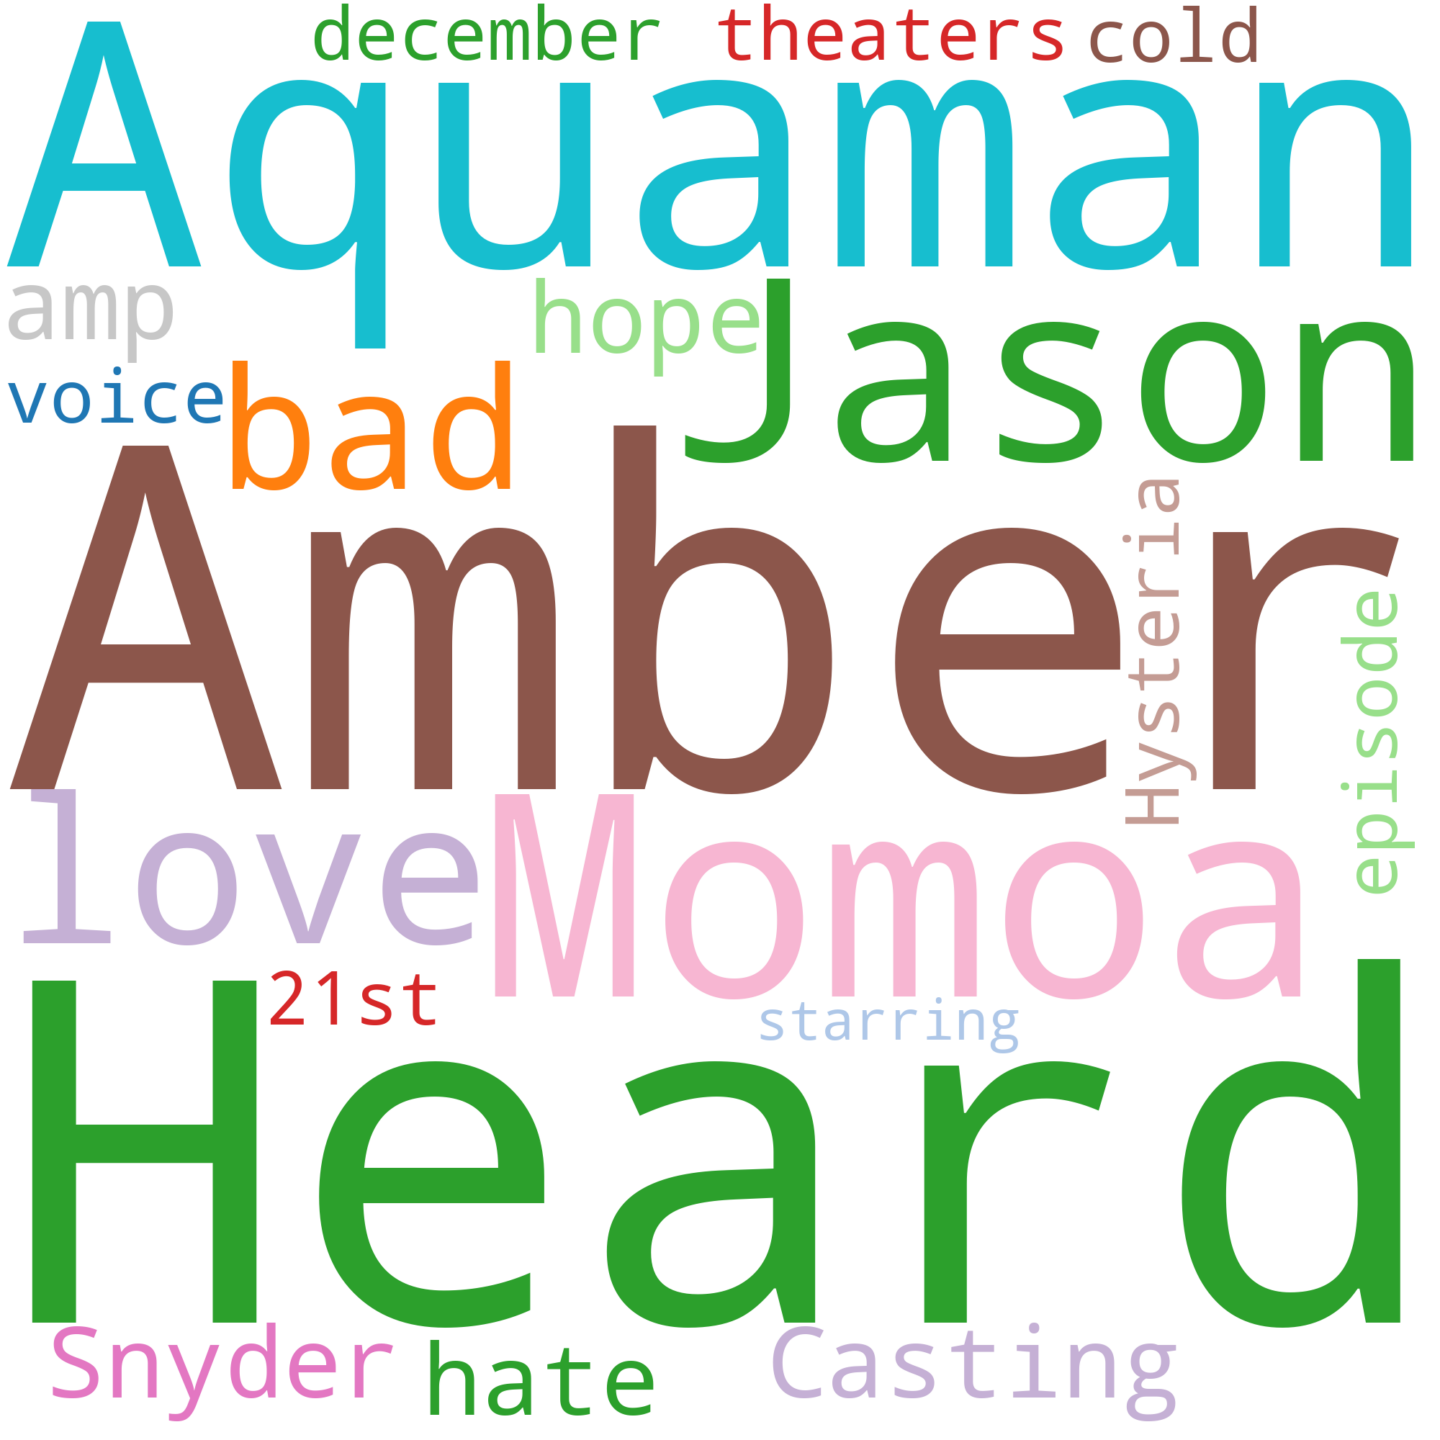 december theaters cold
Aquaman
amp hope Jason
voice bad
Amber
Hysteria
episode
love Momoa
21st starring
Heard
Snyder hate Casting